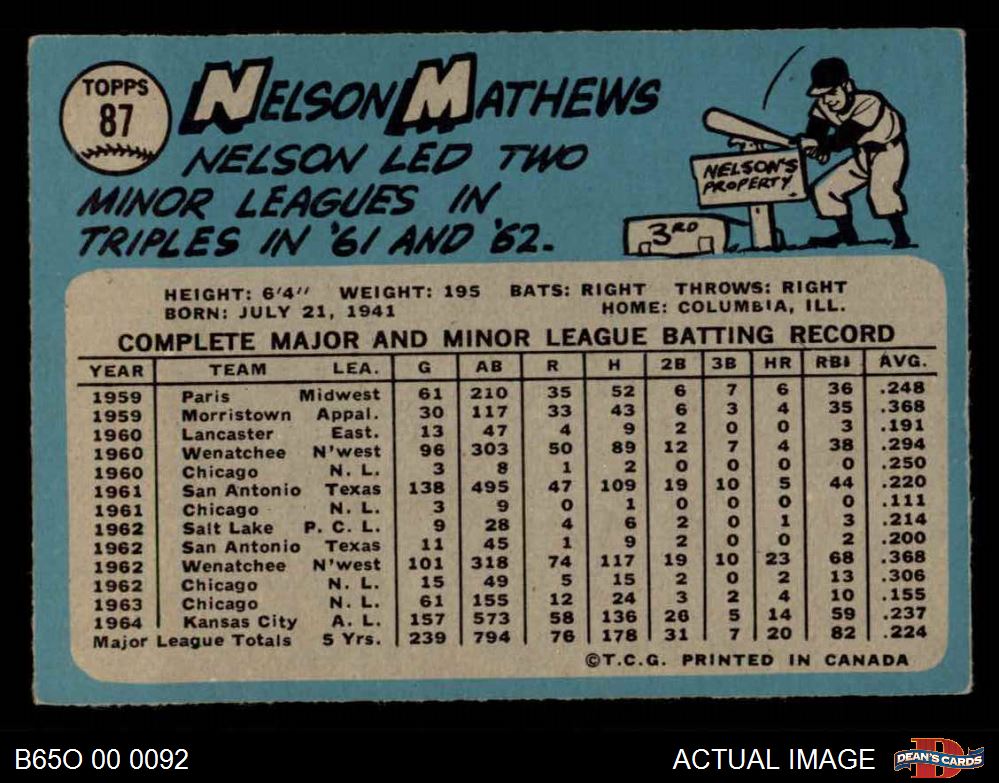 TOPPS
87
NELSON MATHEWS
NELSON LED TWO
MINOR LEAGUES IN
TRIPLES IN '61 AND '62.
NELSON'S
PROPERTY
3RD
HEIGHT: 6'4" WEIGHT: 195 BATS: RIGHT THROWS: RIGHT
BORN: JULY 21, 1941 HOME: COLUMBIA, ILL.
COMPLETE MAJOR AND MINOR LEAGUE BATTING RECORD
YEAR TEAM LEA. G AB R H 2B 3B HR RBI AVG.
1959 Paris Midwest 61 210 35 52 6 7 6 36 .248
1959 Morristown Appal. 30 117 33 43 6 3 4 35 .368
1960 Lancaster East. 13 47 4 9 2 0 0 3 .191
1960 Wenatchee N'west 96 303 50 89 12 7 4 38 .294
1960 Chicago N. L. 3 8 1 2 0 0 0 0 .250
1961 San Antonio Texas 138 495 47 109 19 10 5 44 .220
1961 Chicago N. L. 3 9 0 1 0 0 0 0 .111
1962 Salt Lake P. C. L. 9 28 4 6 2 0 1 3 .214
1962 San Antonio Texas 11 45 1 9 2 0 0 2 .200
1962 Wenatchee N'west 101 318 74 117 19 10 23 68 .368
1962 Chicago N. L. 15 49 5 15 2 0 2 13 .306
1963 Chicago N. L. 61 155 12 24 3 2 4 10 .155
1964 Kansas City A. L. 157 573 58 136 26 5 14 59 .237
Major League Totals 5 Yrs. 239 794 76 178 31 7 20 82 .224
©T.C.G. PRINTED IN CANADA
B65O 00 0092 ACTUAL IMAGE D DEAN'S CARDS